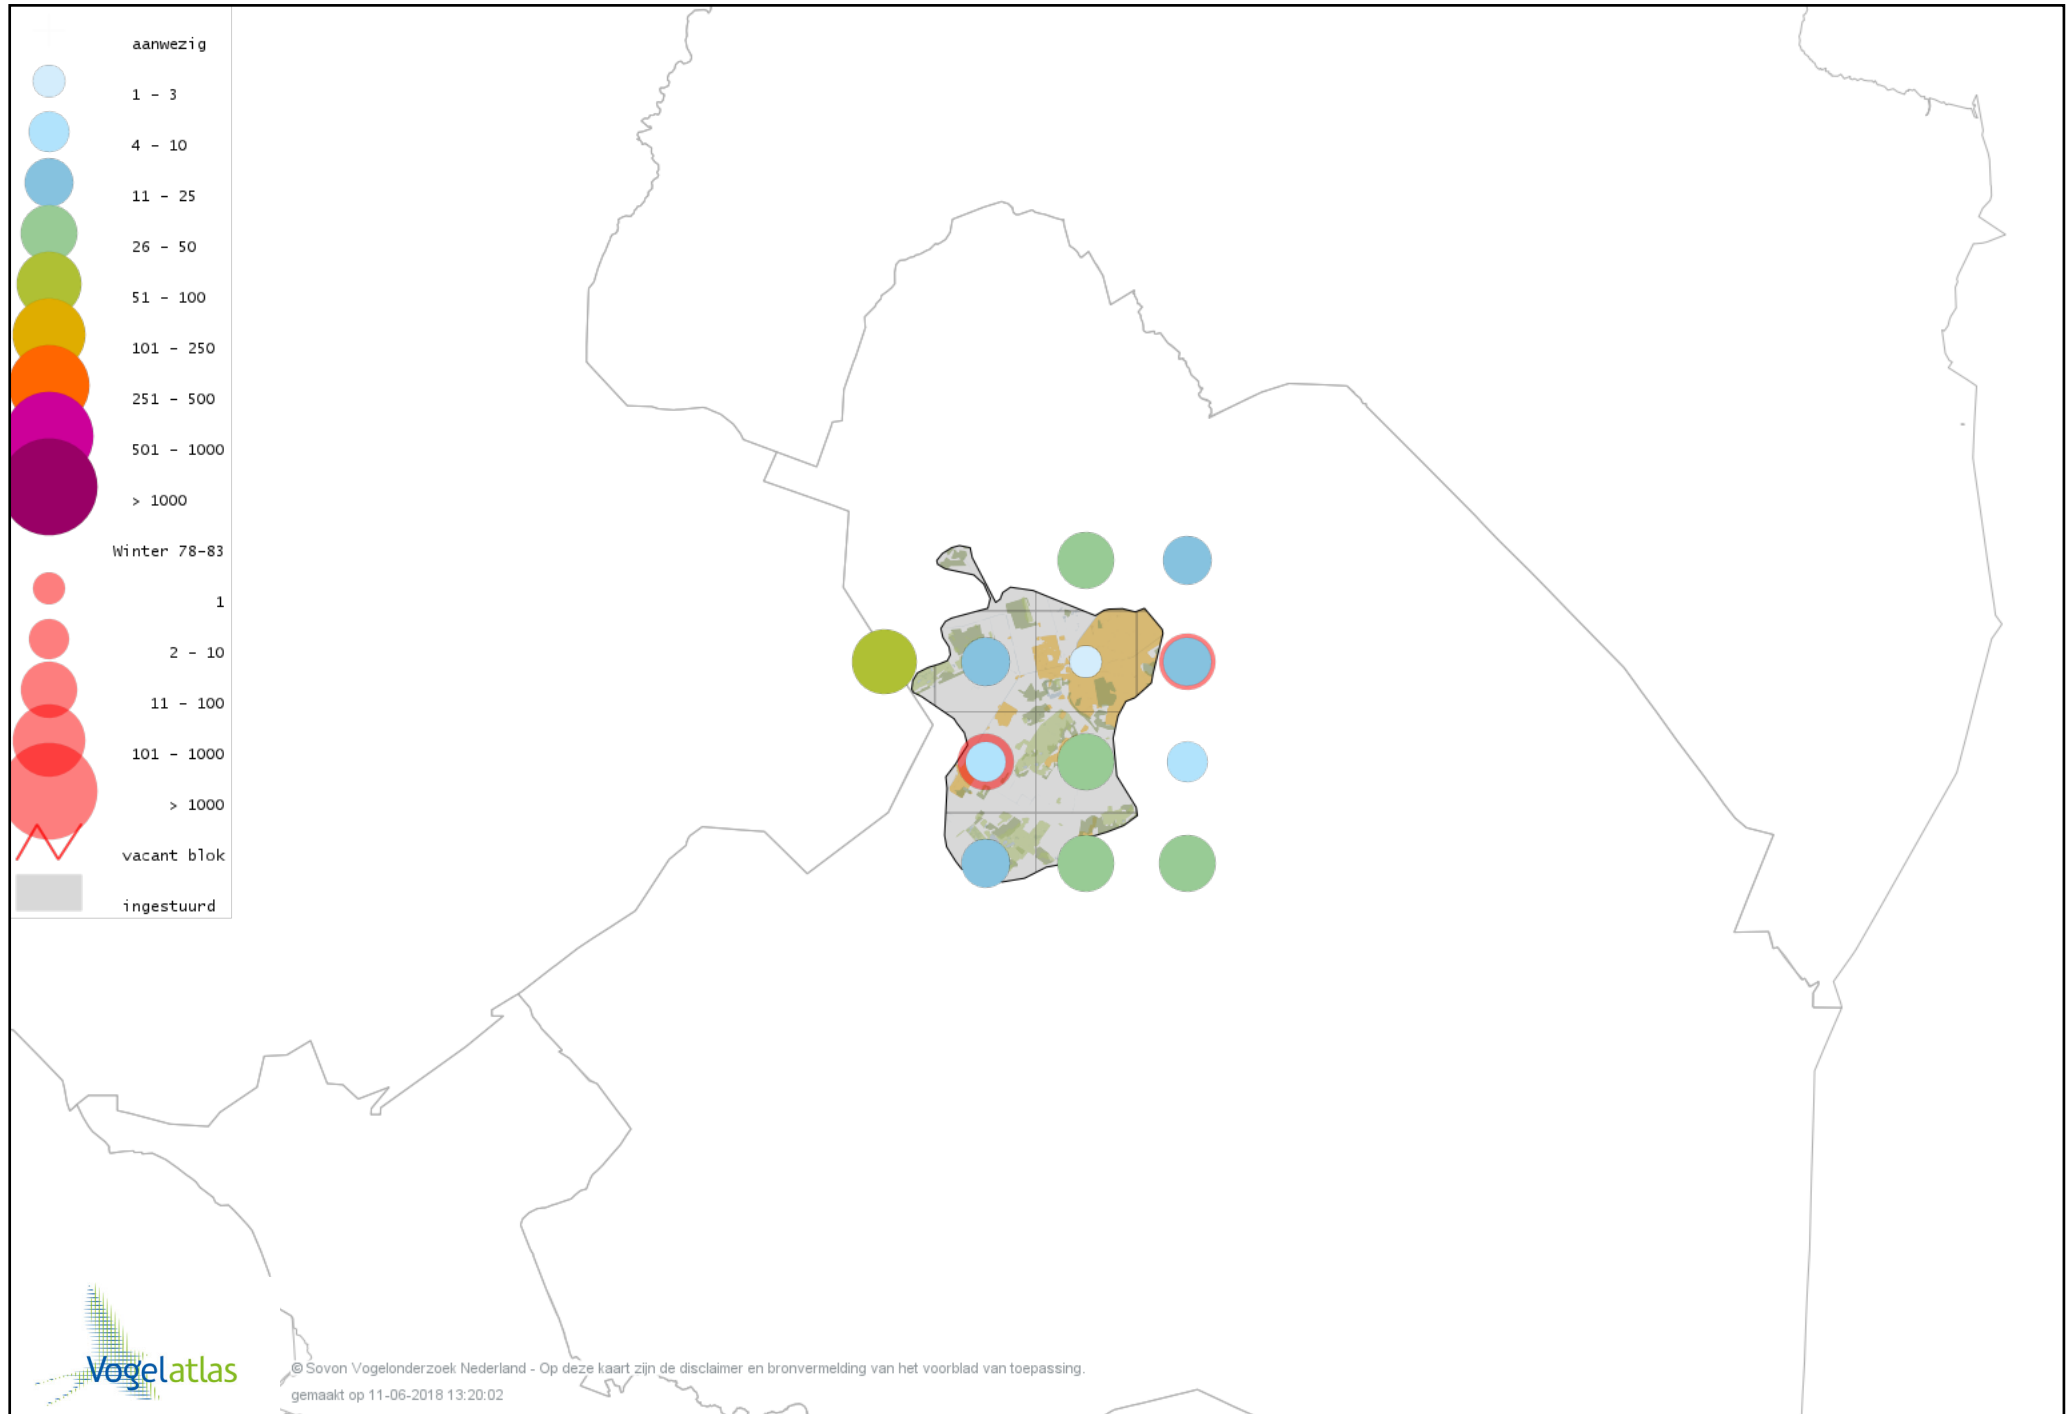 aanwezig
1 – 3
4 – 10
11 – 25
26 – 50
51 – 100
101 – 250
251 – 500
501 – 1000
> 1000
Winter 78–83
1
2 – 10
11 – 100
101 – 1000
> 1000
vacant blok
ingestuurd
Vogelatlas
© Sovon Vogelonderzoek Nederland - Op deze kaart zijn de disclaimer en bronvermelding van het voorblad van toepassing.
gemaakt op 11-06-2018 13:20:02